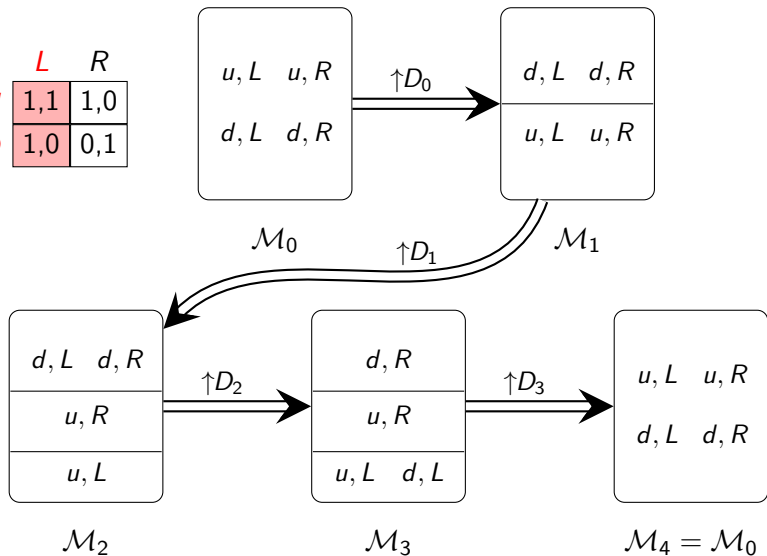 L R
1,1 1,0
1,0 0,1
u, L u, R
d, L d, R
M₀
↑D₀
d, L d, R
u, L u, R
M₁
↑D₁
d, L d, R
u, R
u, L
M₂
↑D₂
d, R
u, R
u, L d, L
M₃
↑D₃
u, L u, R
d, L d, R
M₄ = M₀